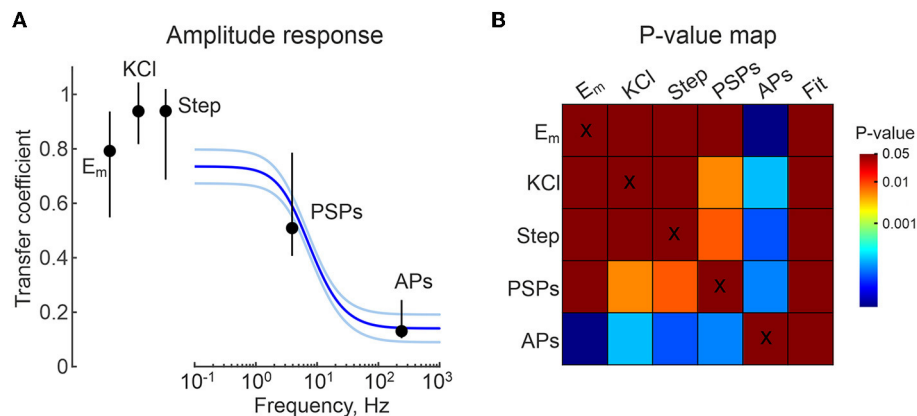 A
Amplitude response
Transfer coefficient
1
0.8
0.6
0.4
0.2
0
Em
KCl
Step
PSPs
APs
10-1 100 101 102 103
Frequency, Hz
B
P-value map
Em KCl Step PSPs APs Fit
Em X
KCl X
Step X
PSPs X
APs X
P-value
0.05
0.01
0.001